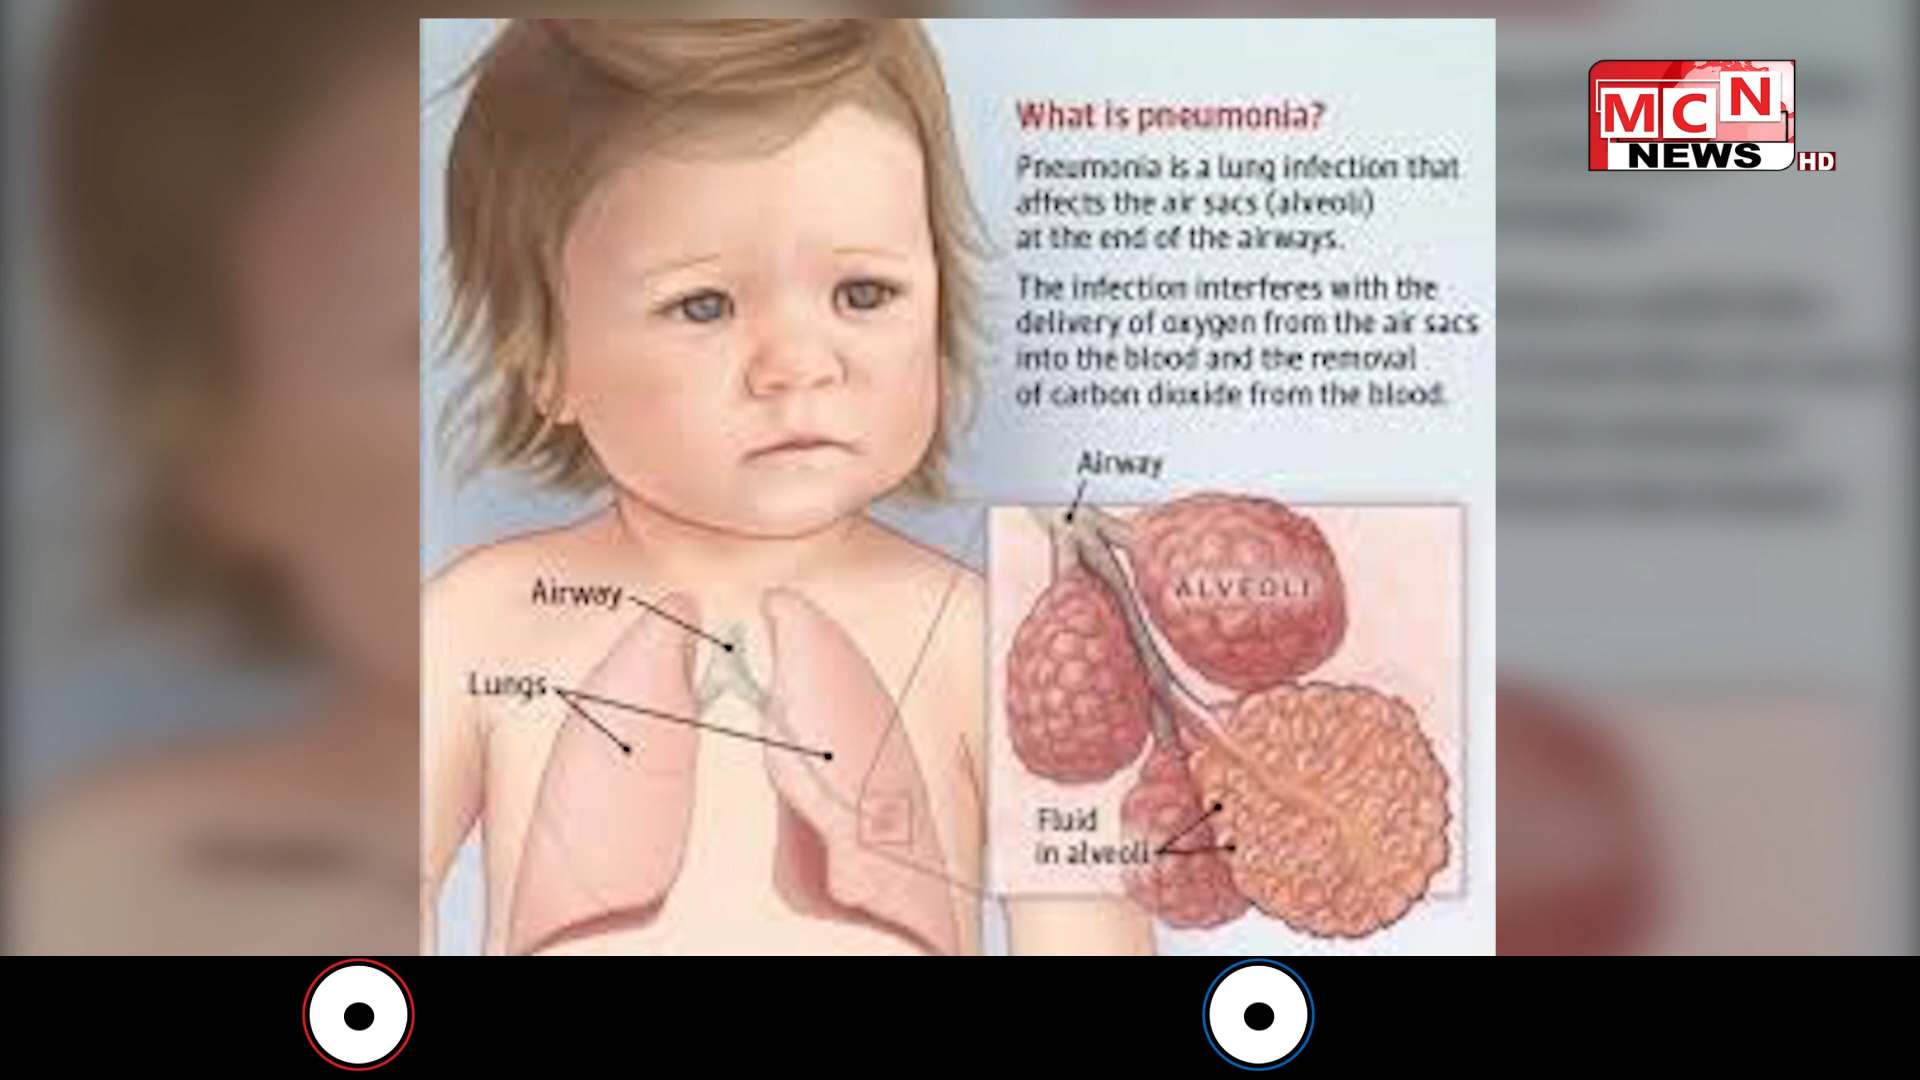 What is pneumonia?
Pneumonia is a lung infection that
affects the air sacs (alveoli)
at the end of the airways.
The infection interferes with the
delivery of oxygen from the air sacs
into the blood and the removal
of carbon dioxide from the blood.
Airway
ALVEOLI
Airway
Lungs
Fluid
in alveoli
MCN
NEWS HD